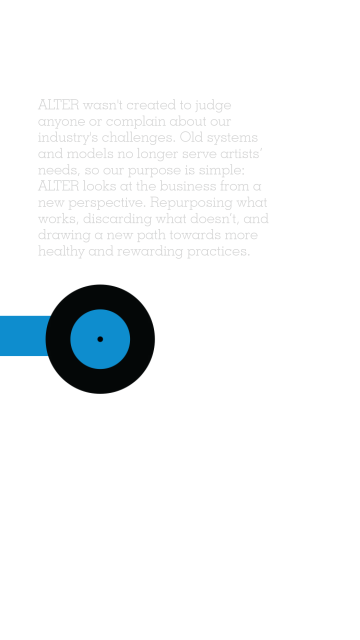 ALTER wasn't created to judge
anyone or complain about our
industry's challenges. Old systems
and models no longer serve artists'
needs, so our purpose is simple:
ALTER looks at the business from a
new perspective. Repurposing what
works, discarding what doesn't, and
drawing a new path towards more
healthy and rewarding practices.